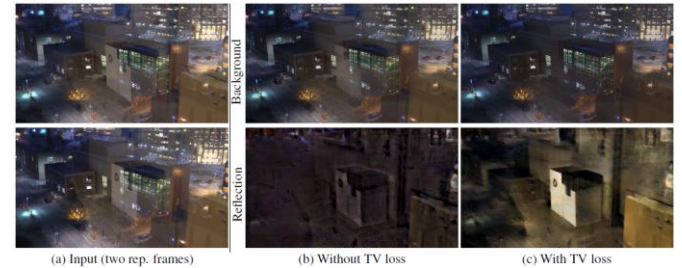 Background
Reflection
(a) Input (two rep. frames)
(b) Without TV loss
(c) With TV loss